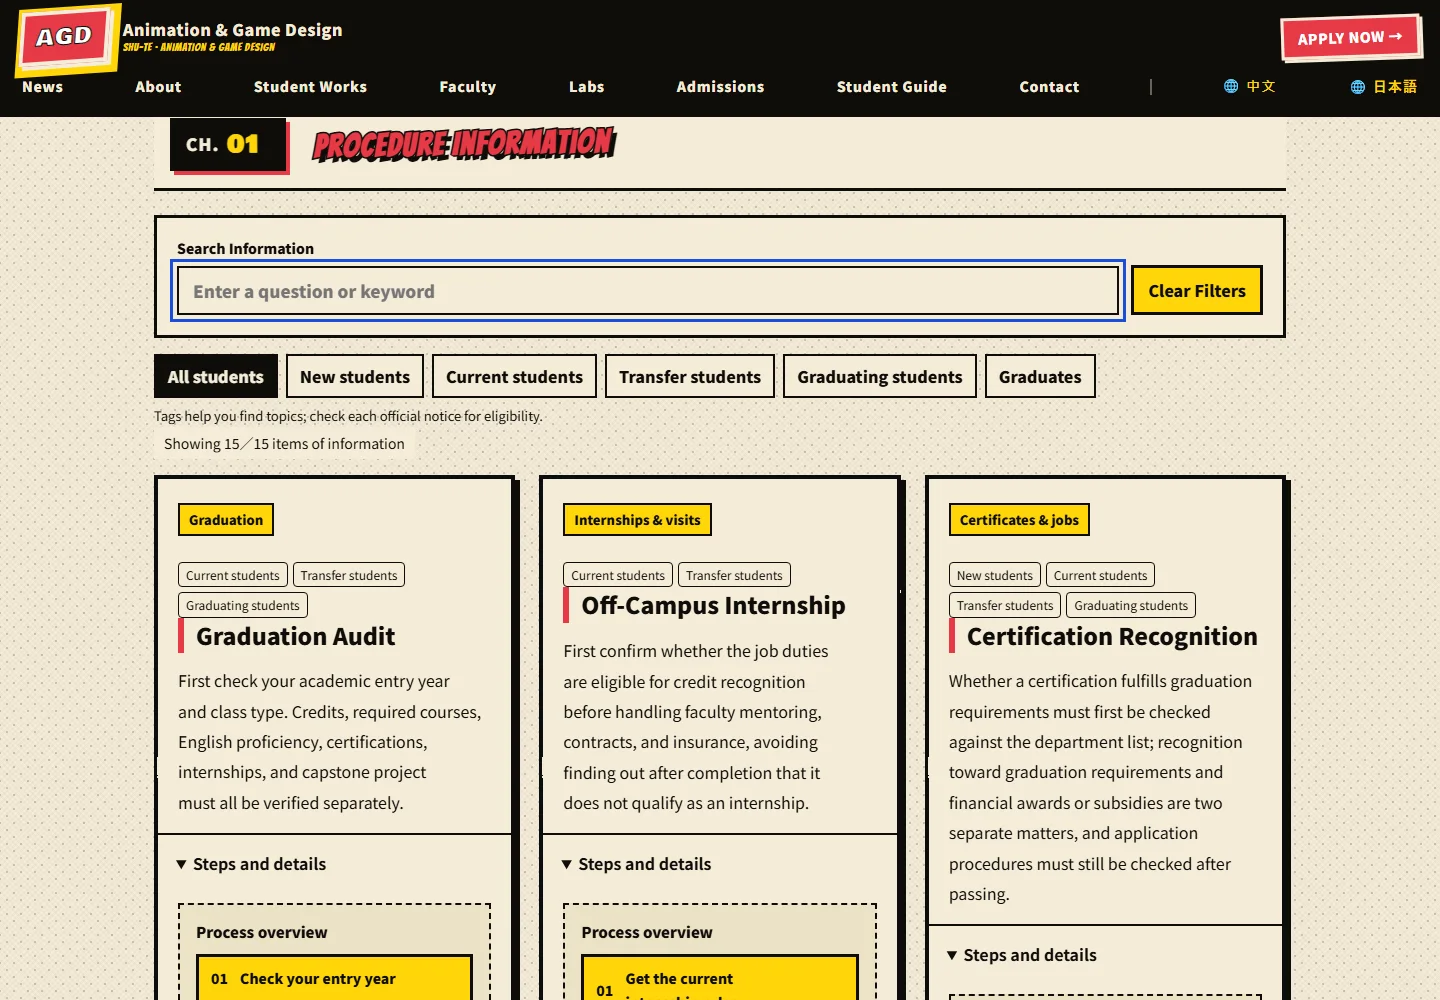 AGD
Animation & Game Design
SHU-TE · ANIMATION & GAME DESIGN
APPLY NOW →
News
About
Student Works
Faculty
Labs
Admissions
Student Guide
Contact
中文
日本語
CH. 01
PROCEDURE INFORMATION
Search Information
Enter a question or keyword
Clear Filters
All students
New students
Current students
Transfer students
Graduating students
Graduates
Tags help you find topics; check each official notice for eligibility.
Showing 15／15 items of information
Graduation
Current students
Transfer students
Graduating students
Graduation Audit
First check your academic entry year
and class type. Credits, required courses,
English proficiency, certifications,
internships, and capstone project
must all be verified separately.
▼ Steps and details
Process overview
01 Check your entry year
Internships & visits
Current students
Transfer students
Off-Campus Internship
First confirm whether the job duties
are eligible for credit recognition
before handling faculty mentoring,
contracts, and insurance, avoiding
finding out after completion that it
does not qualify as an internship.
▼ Steps and details
Process overview
01 Get the current
Certificates & jobs
New students
Current students
Transfer students
Graduating students
Certification Recognition
Whether a certification fulfills graduation
requirements must first be checked
against the department list; recognition
toward graduation requirements and
financial awards or subsidies are two
separate matters, and application
procedures must still be checked after
passing.
▼ Steps and details